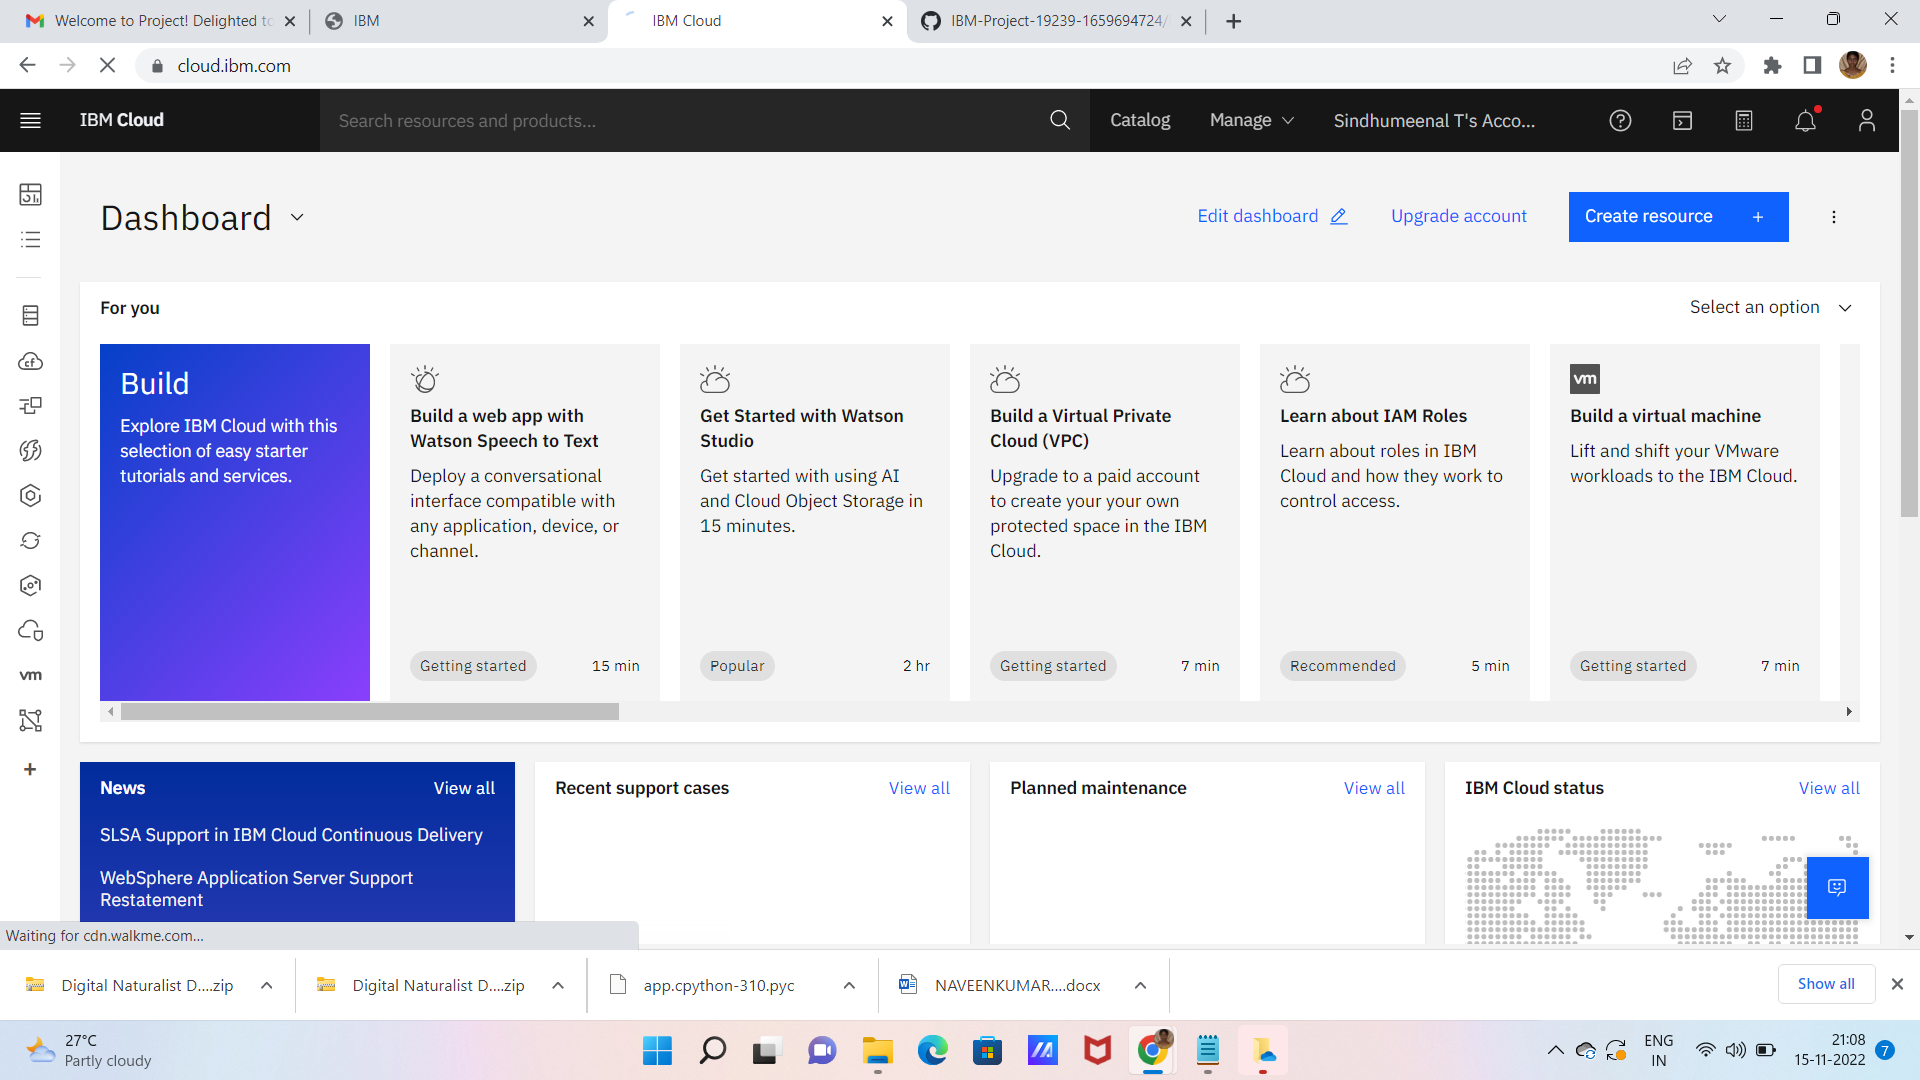 Welcome to Project! Delighted to
IBM
IBM Cloud
IBM-Project-19239-1659694724/
cloud.ibm.com
IBM Cloud
Search resources and products...
Catalog
Manage
Sindhumeenal T's Acco...
Dashboard
Edit dashboard
Upgrade account
Create resource +
For you
Select an option
Build
Explore IBM Cloud with this
selection of easy starter
tutorials and services.
Build a web app with
Watson Speech to Text
Deploy a conversational
interface compatible with
any application, device, or
channel.
Getting started
15 min
Get Started with Watson
Studio
Get started with using AI
and Cloud Object Storage in
15 minutes.
Popular
2 hr
Build a Virtual Private
Cloud (VPC)
Upgrade to a paid account
to create your your own
protected space in the IBM
Cloud.
Getting started
7 min
Learn about IAM Roles
Learn about roles in IBM
Cloud and how they work to
control access.
Recommended
5 min
vm
Build a virtual machine
Lift and shift your VMware
workloads to the IBM Cloud.
Getting started
7 min
cf
vm
News
View all
SLSA Support in IBM Cloud Continuous Delivery
WebSphere Application Server Support
Restatement
Recent support cases
View all
Planned maintenance
View all
IBM Cloud status
View all
Waiting for cdn.walkme.com...
Digital Naturalist D....zip
Digital Naturalist D....zip
app.cpython-310.pyc
NAVEENKUMAR....docx
Show all
27°C
Partly cloudy
ENG
IN
21:08
15-11-2022
7